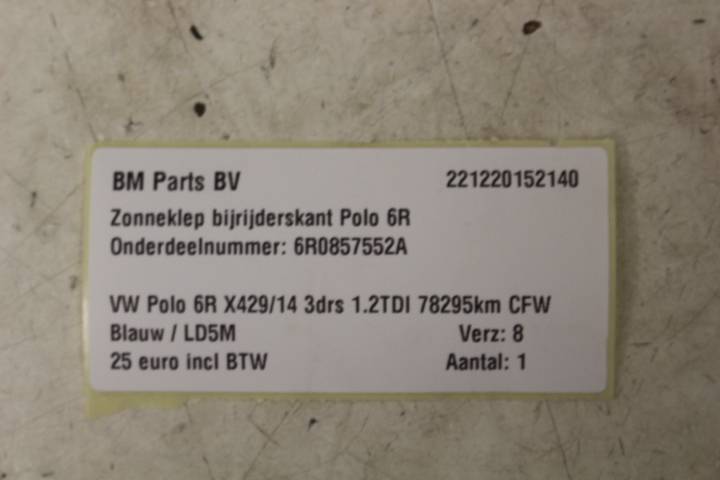 BM Parts BV 221220152140
Zonneklep bijrijderskant Polo 6R
Onderdeelnummer: 6R0857552A
VW Polo 6R X429/14 3drs 1.2TDI 78295km CFW
Blauw / LD5M Verz: 8
25 euro incl BTW Aantal: 1